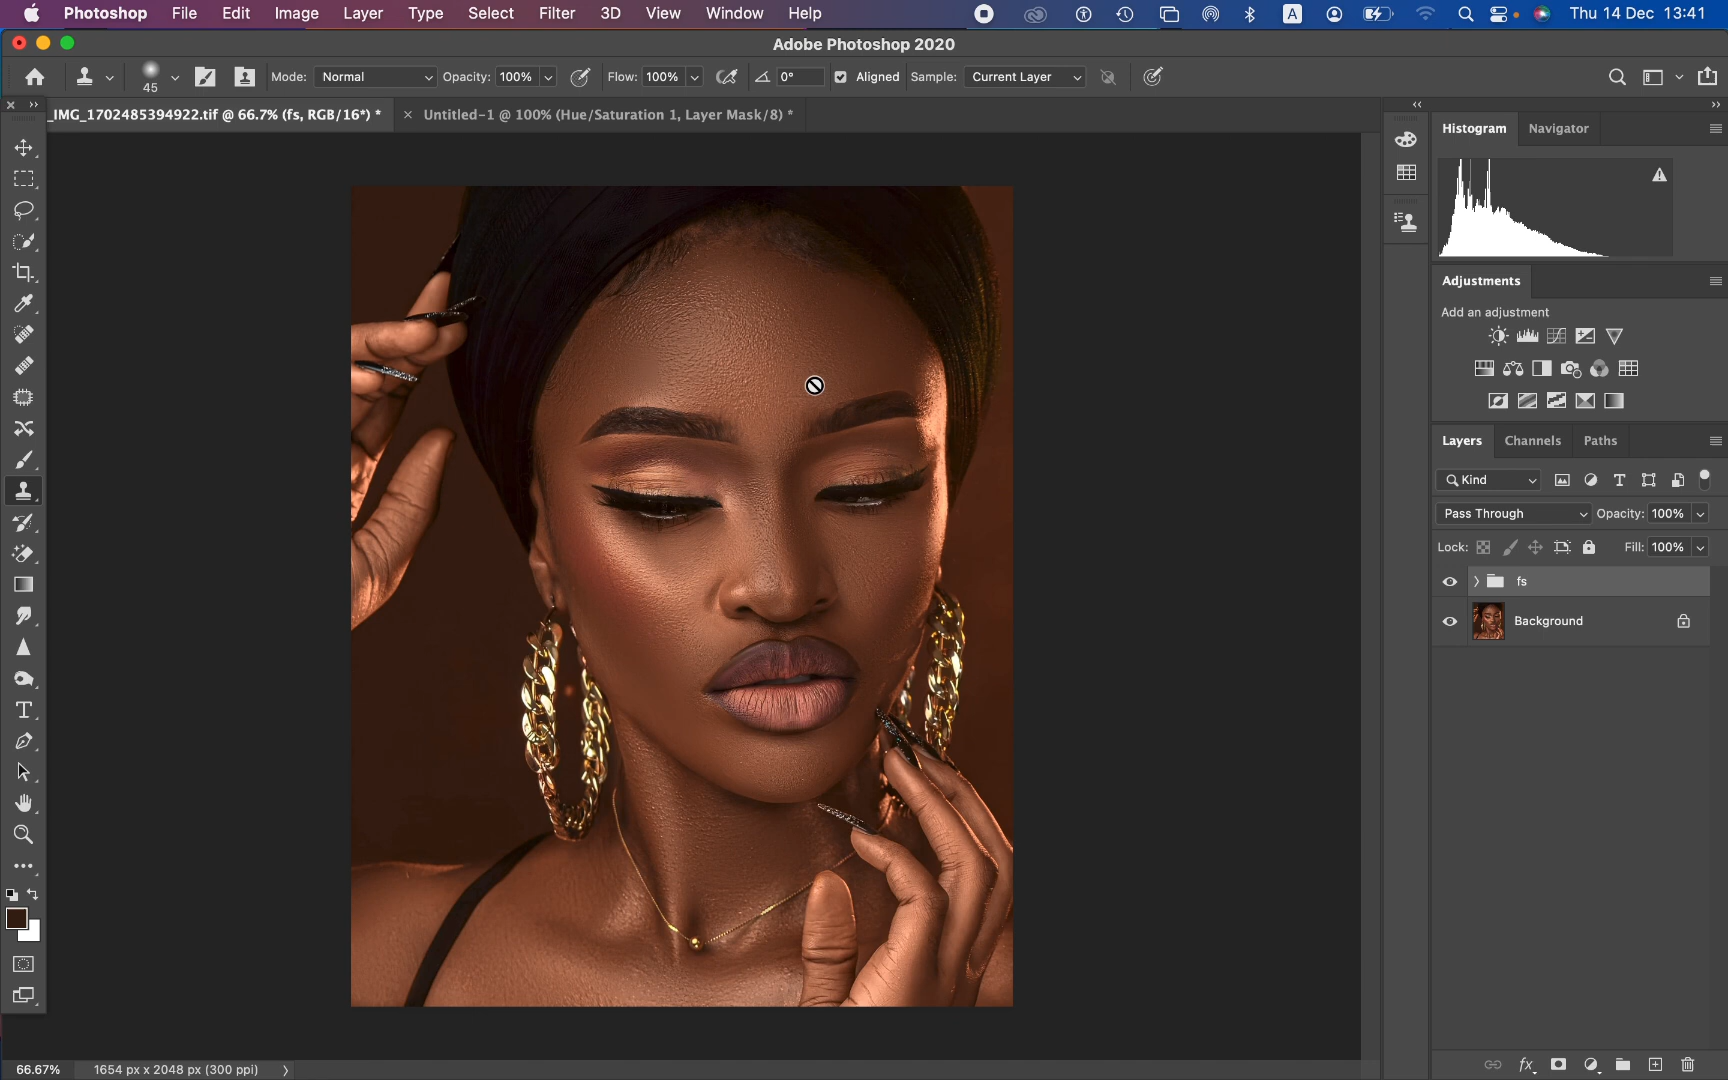 Photoshop File Edit Image Layer Type Select Filter 3D View Window Help A Thu 14 Dec 13:41
Adobe Photoshop 2020
45 Mode: Normal Opacity: 100% Flow: 100% 0° Aligned Sample: Current Layer
_IMG_1702485394922.tif @ 66.7% (fs, RGB/16*) * × Untitled-1 @ 100% (Hue/Saturation 1, Layer Mask/8) *
Histogram Navigator
Adjustments
Add an adjustment
Layers Channels Paths
Kind
Pass Through Opacity: 100%
Lock: Fill: 100%
fs
Background
66.67% 1654 px x 2048 px (300 ppi)